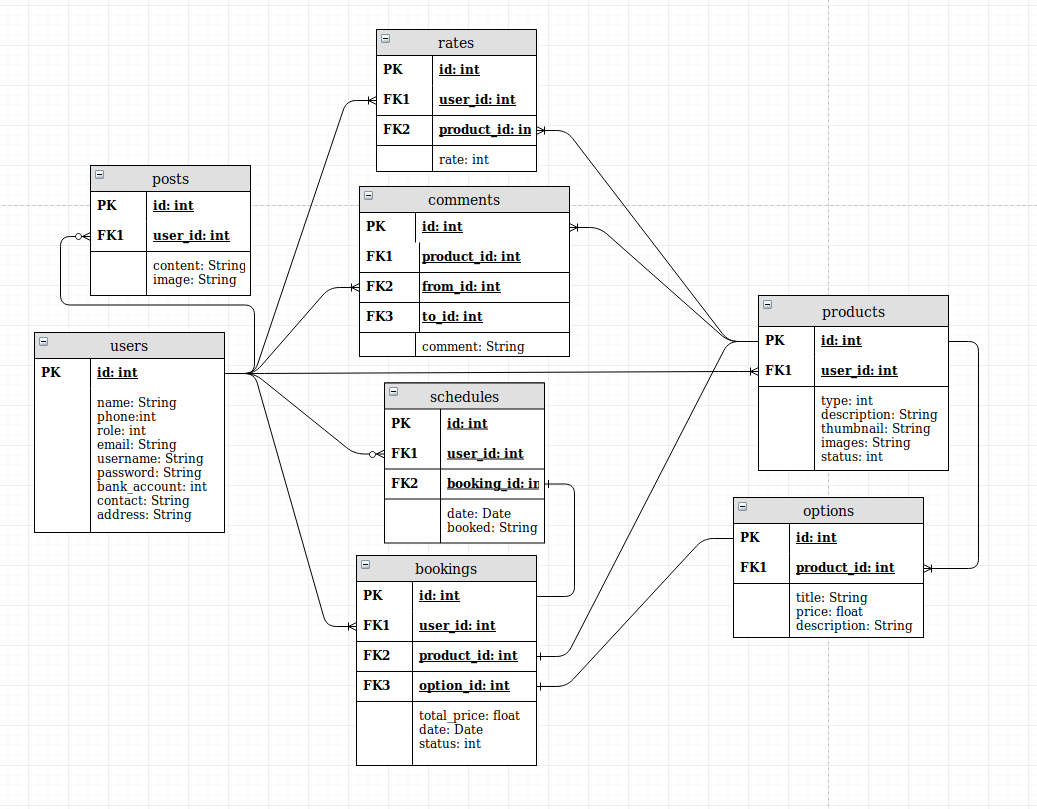 rates
PK id: int
FK1 user_id: int
FK2 product_id: in
rate: int
posts
PK id: int
FK1 user_id: int
content: String
image: String
comments
PK id: int
FK1 product_id: int
FK2 from_id: int
FK3 to_id: int
comment: String
users
PK id: int
name: String
phone:int
role: int
email: String
username: String
password: String
bank_account: int
contact: String
address: String
products
PK id: int
FK1 user_id: int
type: int
description: String
thumbnail: String
images: String
status: int
schedules
PK id: int
FK1 user_id: int
FK2 booking_id: in
date: Date
booked: String
options
PK id: int
FK1 product_id: int
title: String
price: float
description: String
bookings
PK id: int
FK1 user_id: int
FK2 product_id: int
FK3 option_id: int
total_price: float
date: Date
status: int